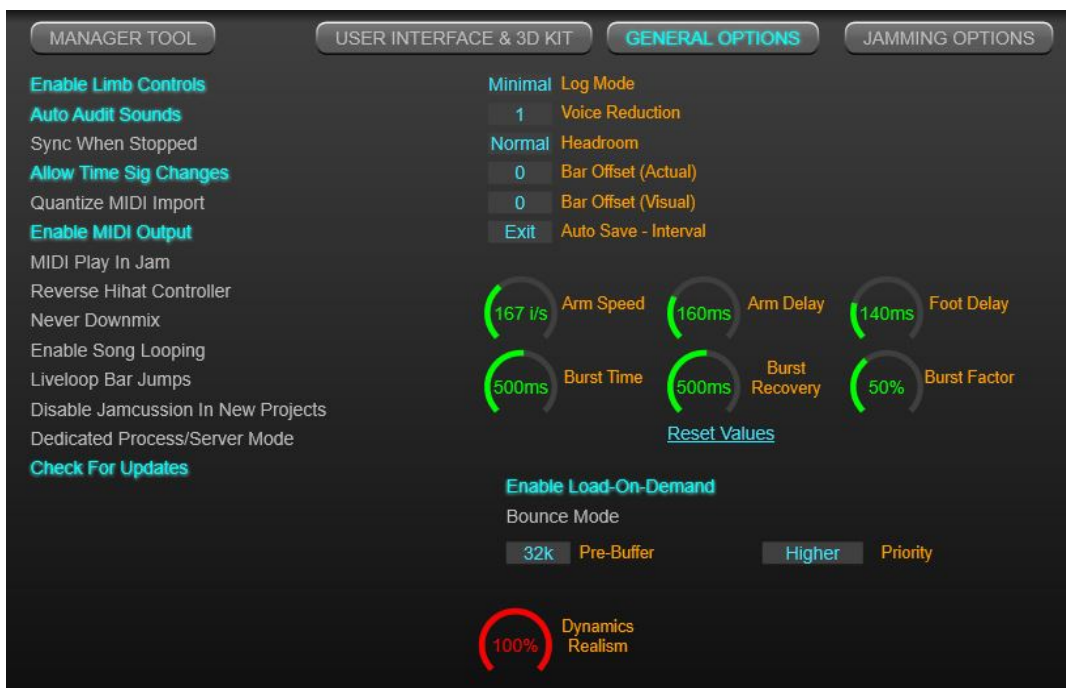 MANAGER TOOL
USER INTERFACE & 3D KIT
GENERAL OPTIONS
JAMMING OPTIONS
Enable Limb Controls
Auto Audit Sounds
Sync When Stopped
Allow Time Sig Changes
Quantize MIDI Import
Enable MIDI Output
MIDI Play In Jam
Reverse Hihat Controller
Never Downmix
Enable Song Looping
Liveloop Bar Jumps
Disable Jamcussion In New Projects
Dedicated Process/Server Mode
Check For Updates
Minimal Log Mode
1 Voice Reduction
Normal Headroom
0 Bar Offset (Actual)
0 Bar Offset (Visual)
Exit Auto Save - Interval
167 i/s Arm Speed
160ms Arm Delay
140ms Foot Delay
500ms Burst Time
500ms Burst
Recovery
50% Burst Factor
Reset Values
Enable Load-On-Demand
Bounce Mode
32k Pre-Buffer
Higher Priority
100% Dynamics
Realism